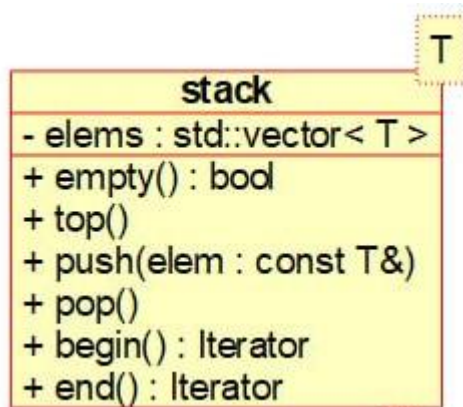 T
stack
- elems : std::vector< T >
+ empty() : bool
+ top()
+ push(elem : const T&)
+ pop()
+ begin() : Iterator
+ end() : Iterator